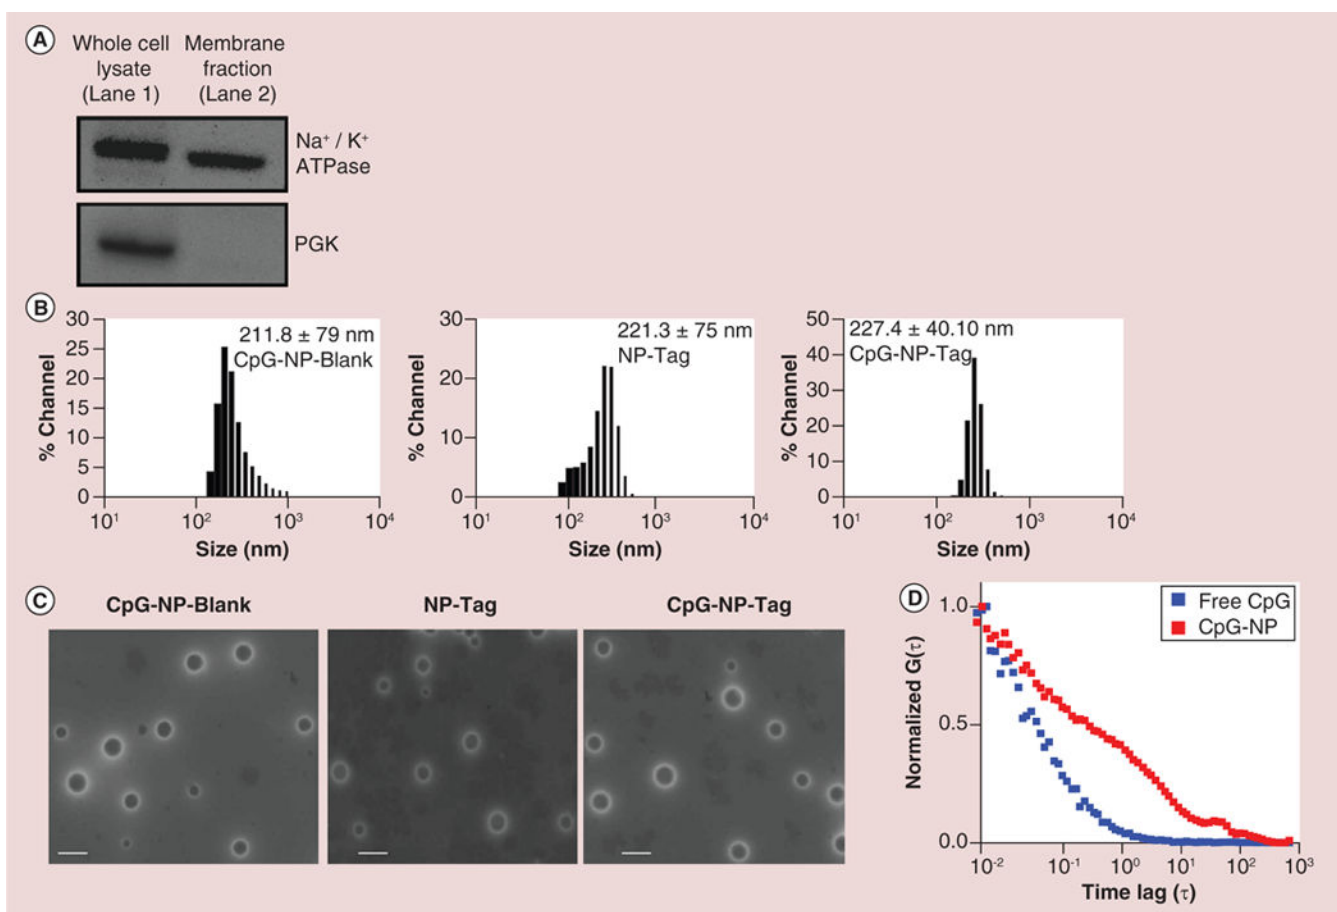 A
Whole cell
lysate
(Lane 1)
Membrane
fraction
(Lane 2)
Na⁺ / K⁺
ATPase
PGK
B
30
25
20
15
10
5
0
% Channel
211.8 ± 79 nm
CpG-NP-Blank
10¹
10²
10³
10⁴
Size (nm)
30
20
10
0
% Channel
221.3 ± 75 nm
NP-Tag
10¹
10²
10³
10⁴
Size (nm)
50
40
30
20
10
0
% Channel
227.4 ± 40.10 nm
CpG-NP-Tag
10¹
10²
10³
10⁴
Size (nm)
C
CpG-NP-Blank
NP-Tag
CpG-NP-Tag
D
Free CpG
CpG-NP
1.0
0.5
0.0
Normalized G(τ)
10⁻²
10⁻¹
10⁰
10¹
10²
10³
Time lag (τ)